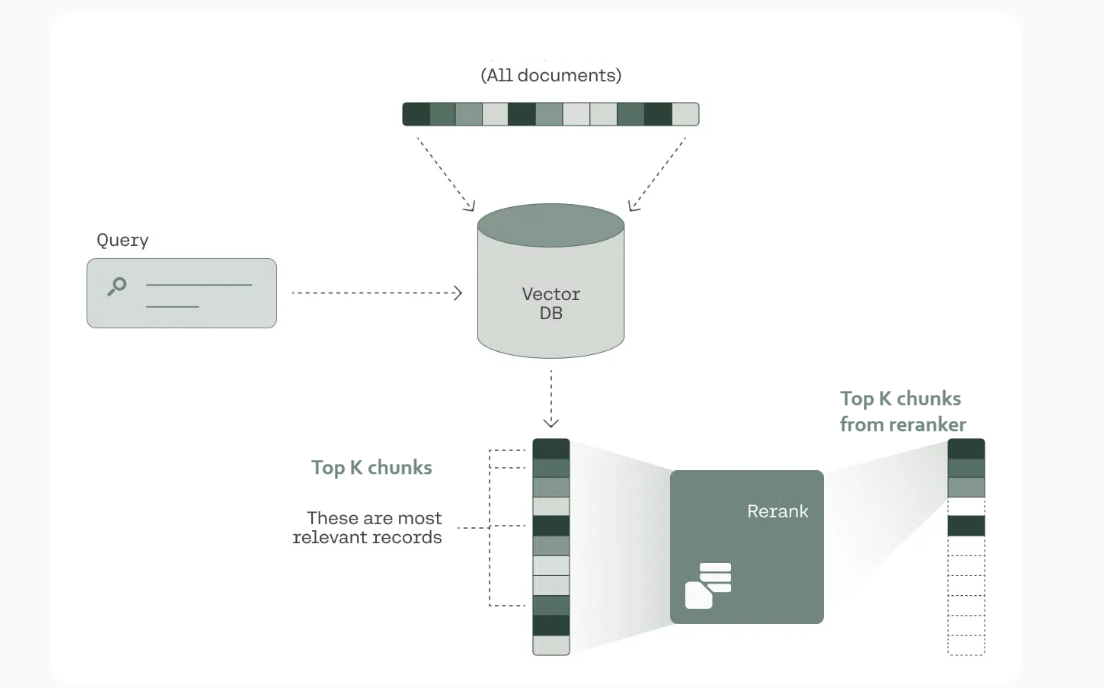 (All documents)
Query
Vector
DB
Top K chunks
from reranker
Top K chunks
These are most
relevant records
Rerank